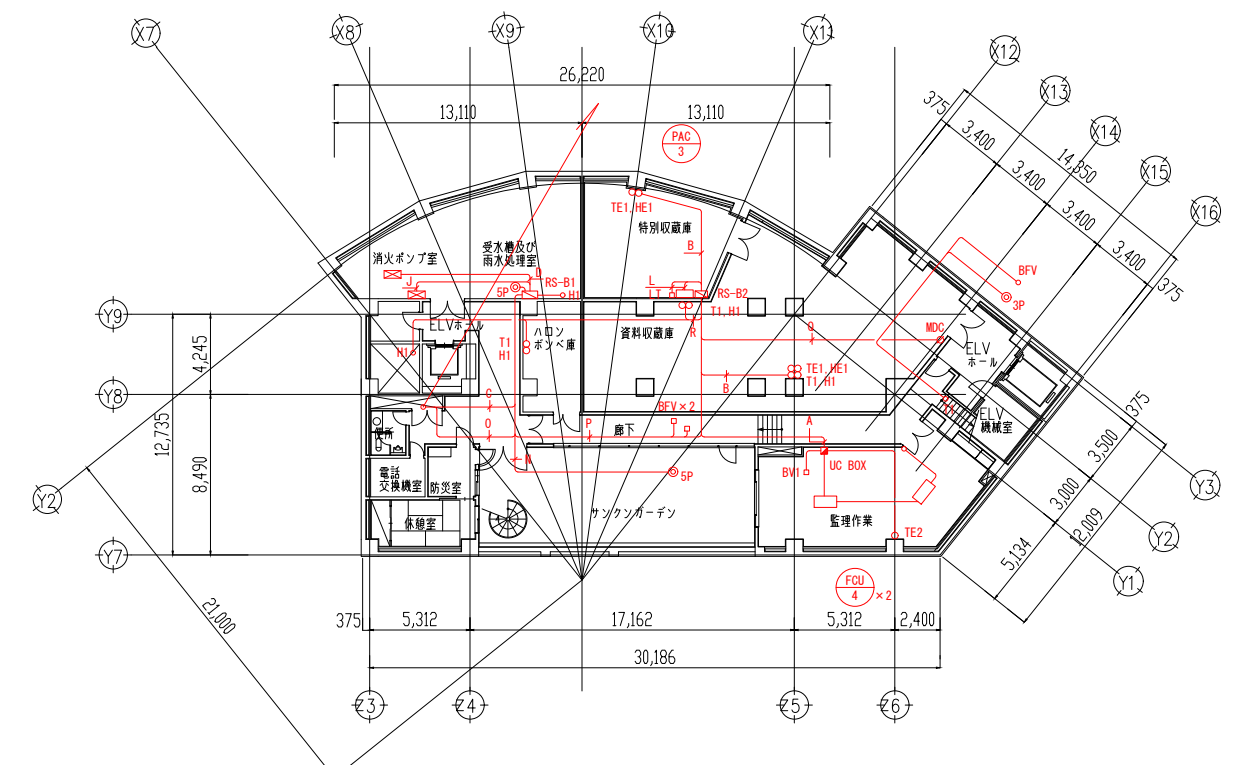 X7
X8
X9
X10
X11
X12
X13
X14
X15
X16
26,220
13,110
13,110
375
3,400
14,850
3,400
3,400
3,400
375
PAC
3
TE1,HE1
特別収蔵庫
B
受水槽及び
雨水処理室
消火ポンプ室
D
J
RS-B1
5P
H1
L
LT
RS-B2
T1,H1
BFV
3P
Y9
ELVホール
ハロン
ボンベ庫
資料収蔵庫
R
Q
MDC
ELV
ホール
4,245
H1
T1
H1
TE1,HE1
T1,H1
B
Y8
C
BFV×2
ELV
機械室
375
12,735
便所
O
P
廊下
A
3,500
8,490
電話
交換機室
防災室
N
5P
BV1
UC BOX
3,000
12,009
Y3
Y2
休憩室
サンクンガーデン
監理作業
TE2
Y2
Y7
5,134
Y1
FCU
4
×2
21,000
375
5,312
17,162
5,312
2,400
30,186
Z3
Z4
Z5
Z6